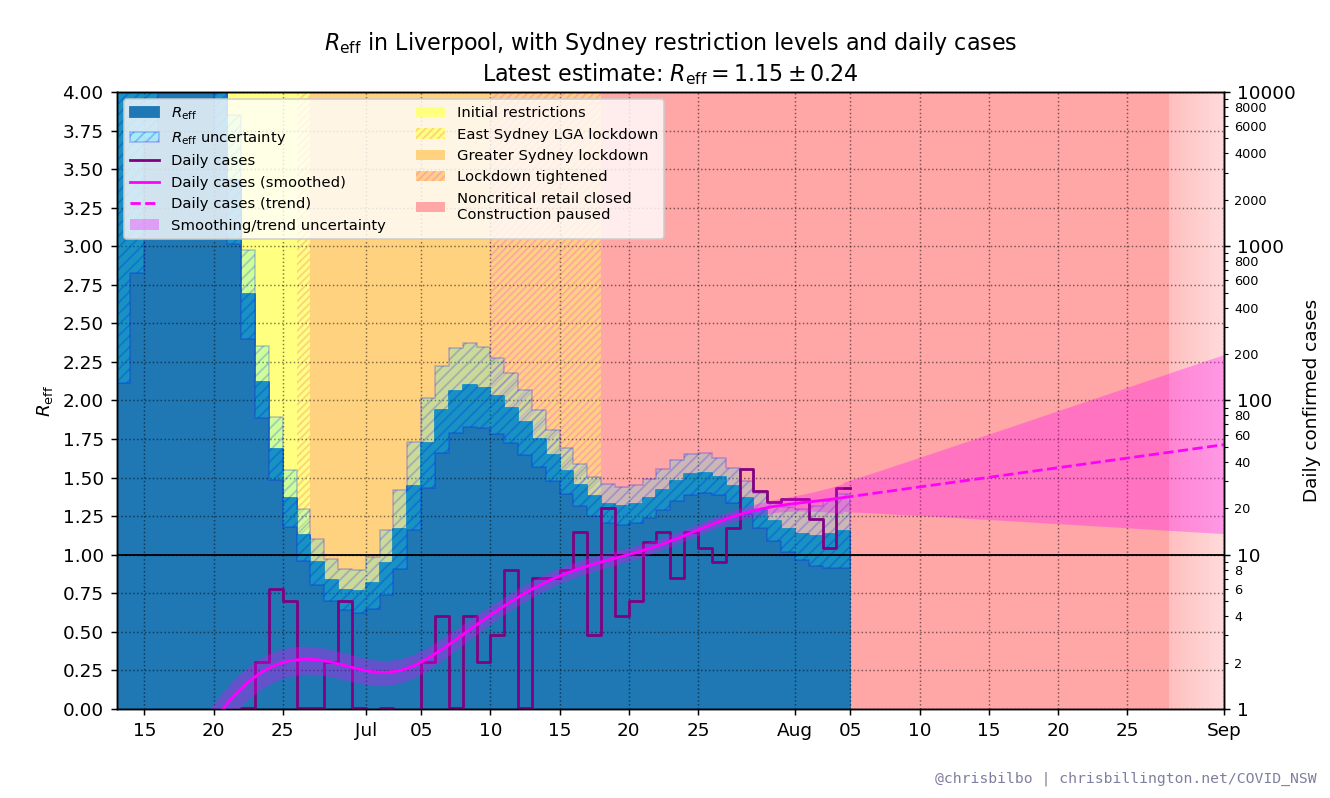 Reff in Liverpool, with Sydney restriction levels and daily cases
Latest estimate: Reff = 1.15 ± 0.24
Reff
Reff uncertainty
Daily cases
Daily cases (smoothed)
Daily cases (trend)
Smoothing/trend uncertainty
Initial restrictions
East Sydney LGA lockdown
Greater Sydney lockdown
Lockdown tightened
Noncritical retail closed
Construction paused
Reff
4.00
3.75
3.50
3.25
3.00
2.75
2.50
2.25
2.00
1.75
1.50
1.25
1.00
0.75
0.50
0.25
0.00
15
20
25
Jul
05
10
15
20
25
Aug
05
10
15
20
25
Sep
10000
8000
6000
4000
2000
1000
800
600
400
200
100
80
60
40
20
10
8
6
4
2
1
Daily confirmed cases
@chrisbilbo | chrisbillington.net/COVID_NSW